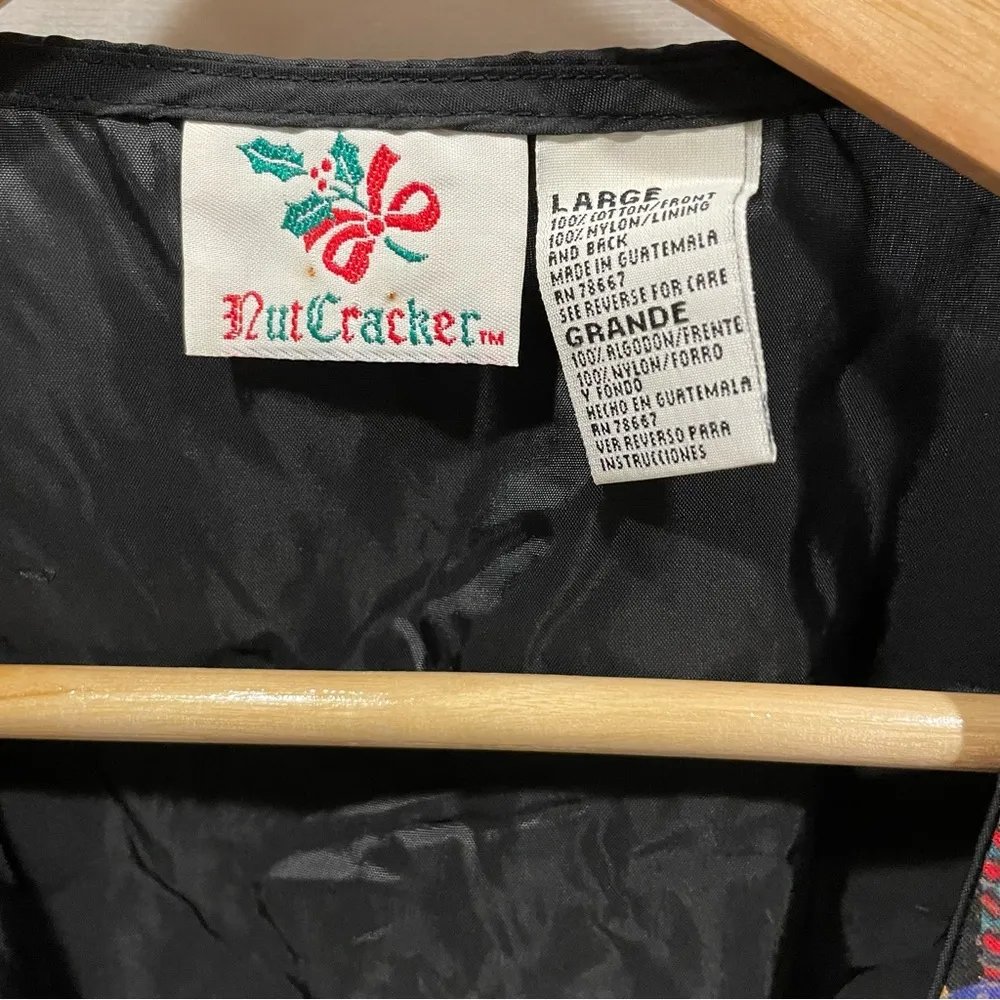 NutCracker™
LARGE
100% COTTON/FRONT
100% NYLON/LINING
AND BACK
MADE IN GUATEMALA
RN 78667
SEE REVERSE FOR CARE
GRANDE
100% ALGODON/FRENTE
100% NYLON/FORRO
Y FONDO
HECHO EN GUATEMALA
RN 78667
VER REVERSO PARA
INSTRUCCIONES